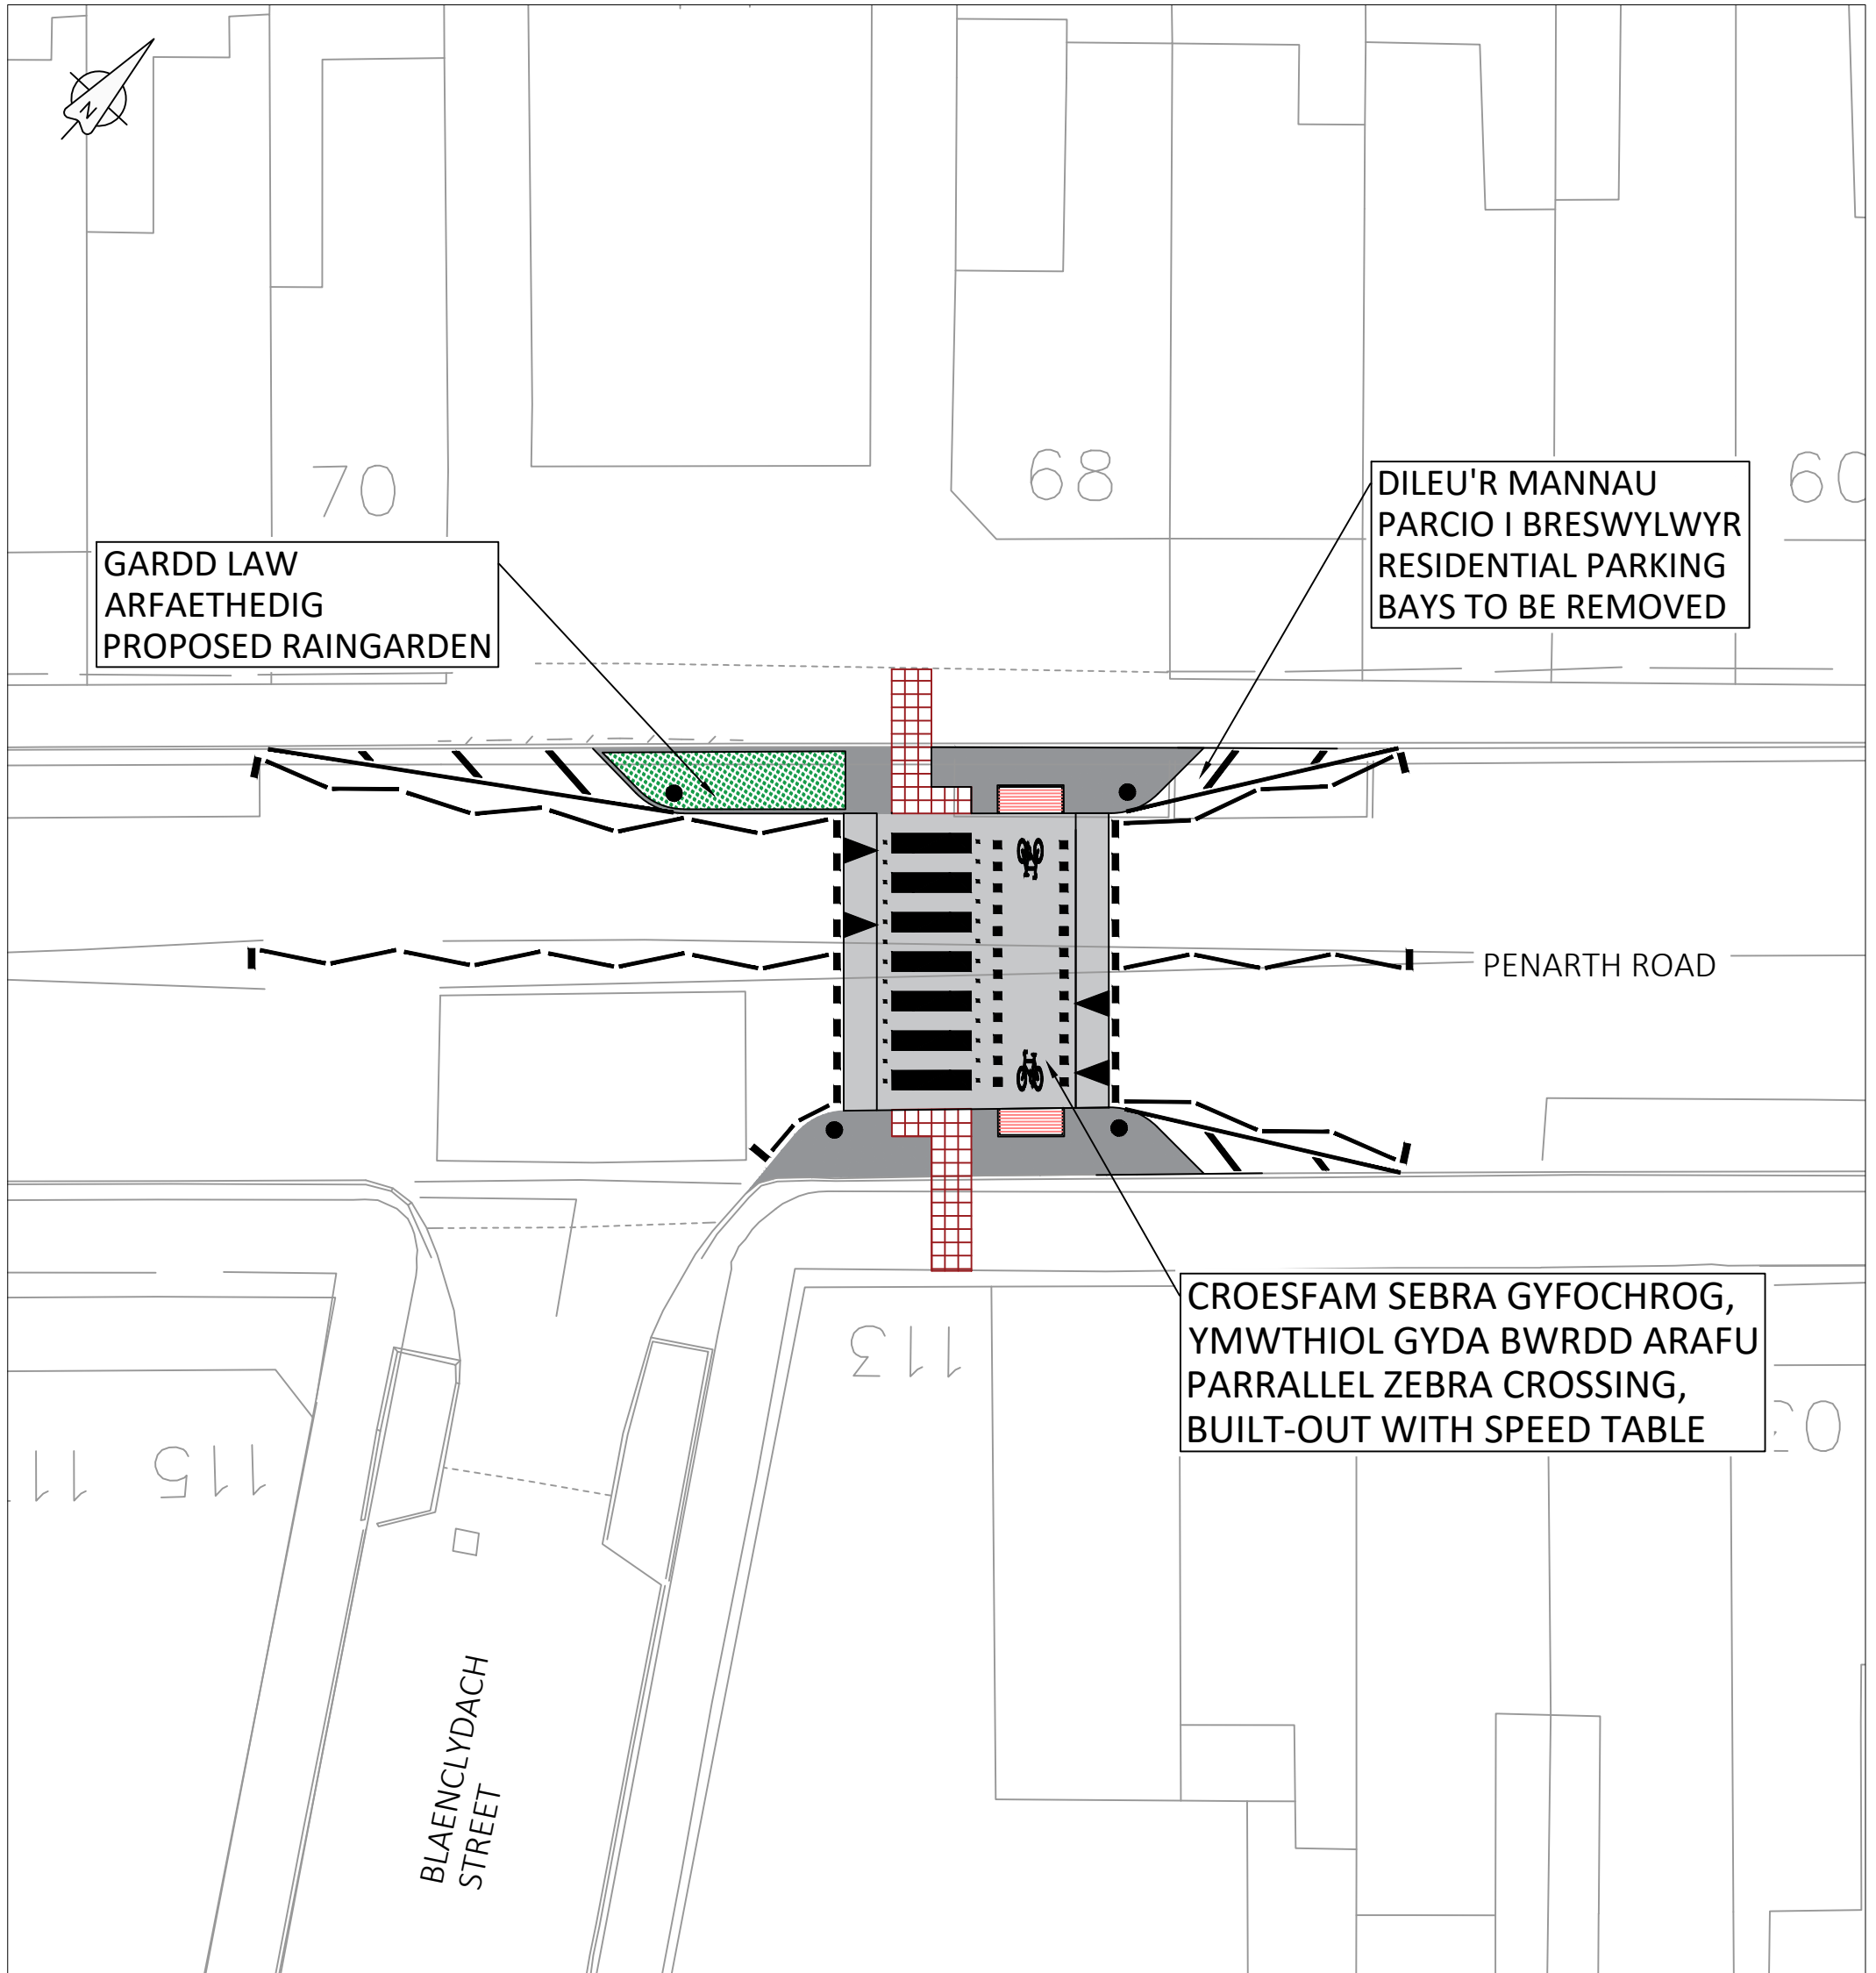 N
70
68
60
DILEU'R MANNAU
PARCIO I BRESWYLWYR
RESIDENTIAL PARKING
BAYS TO BE REMOVED
GARDD LAW
ARFAETHEDIG
PROPOSED RAINGARDEN
PENARTH ROAD
CROESFAM SEBRA GYFOCHROG,
YMWTHIOL GYDA BWRDD ARAFU
PARRALLEL ZEBRA CROSSING,
BUILT-OUT WITH SPEED TABLE
113
115
11
BLAENCLYDACH
STREET